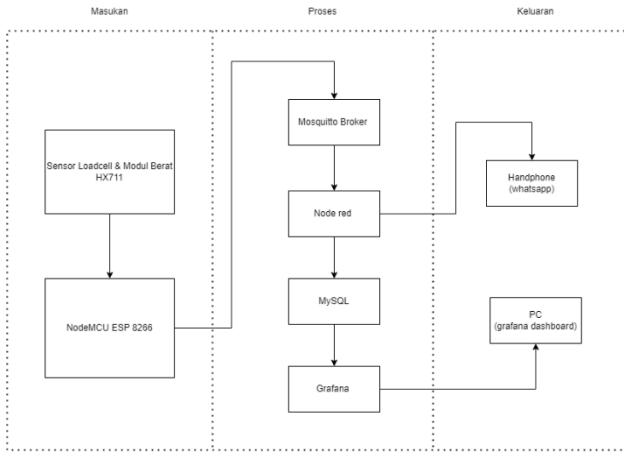 Masukan
Proses
Keluaran
Sensor Loadcell & Modul Berat
HX711
NodeMCU ESP 8266
Mosquitto Broker
Node red
MySQL
Grafana
Handphone
(whatsapp)
PC
(grafana dashboard)